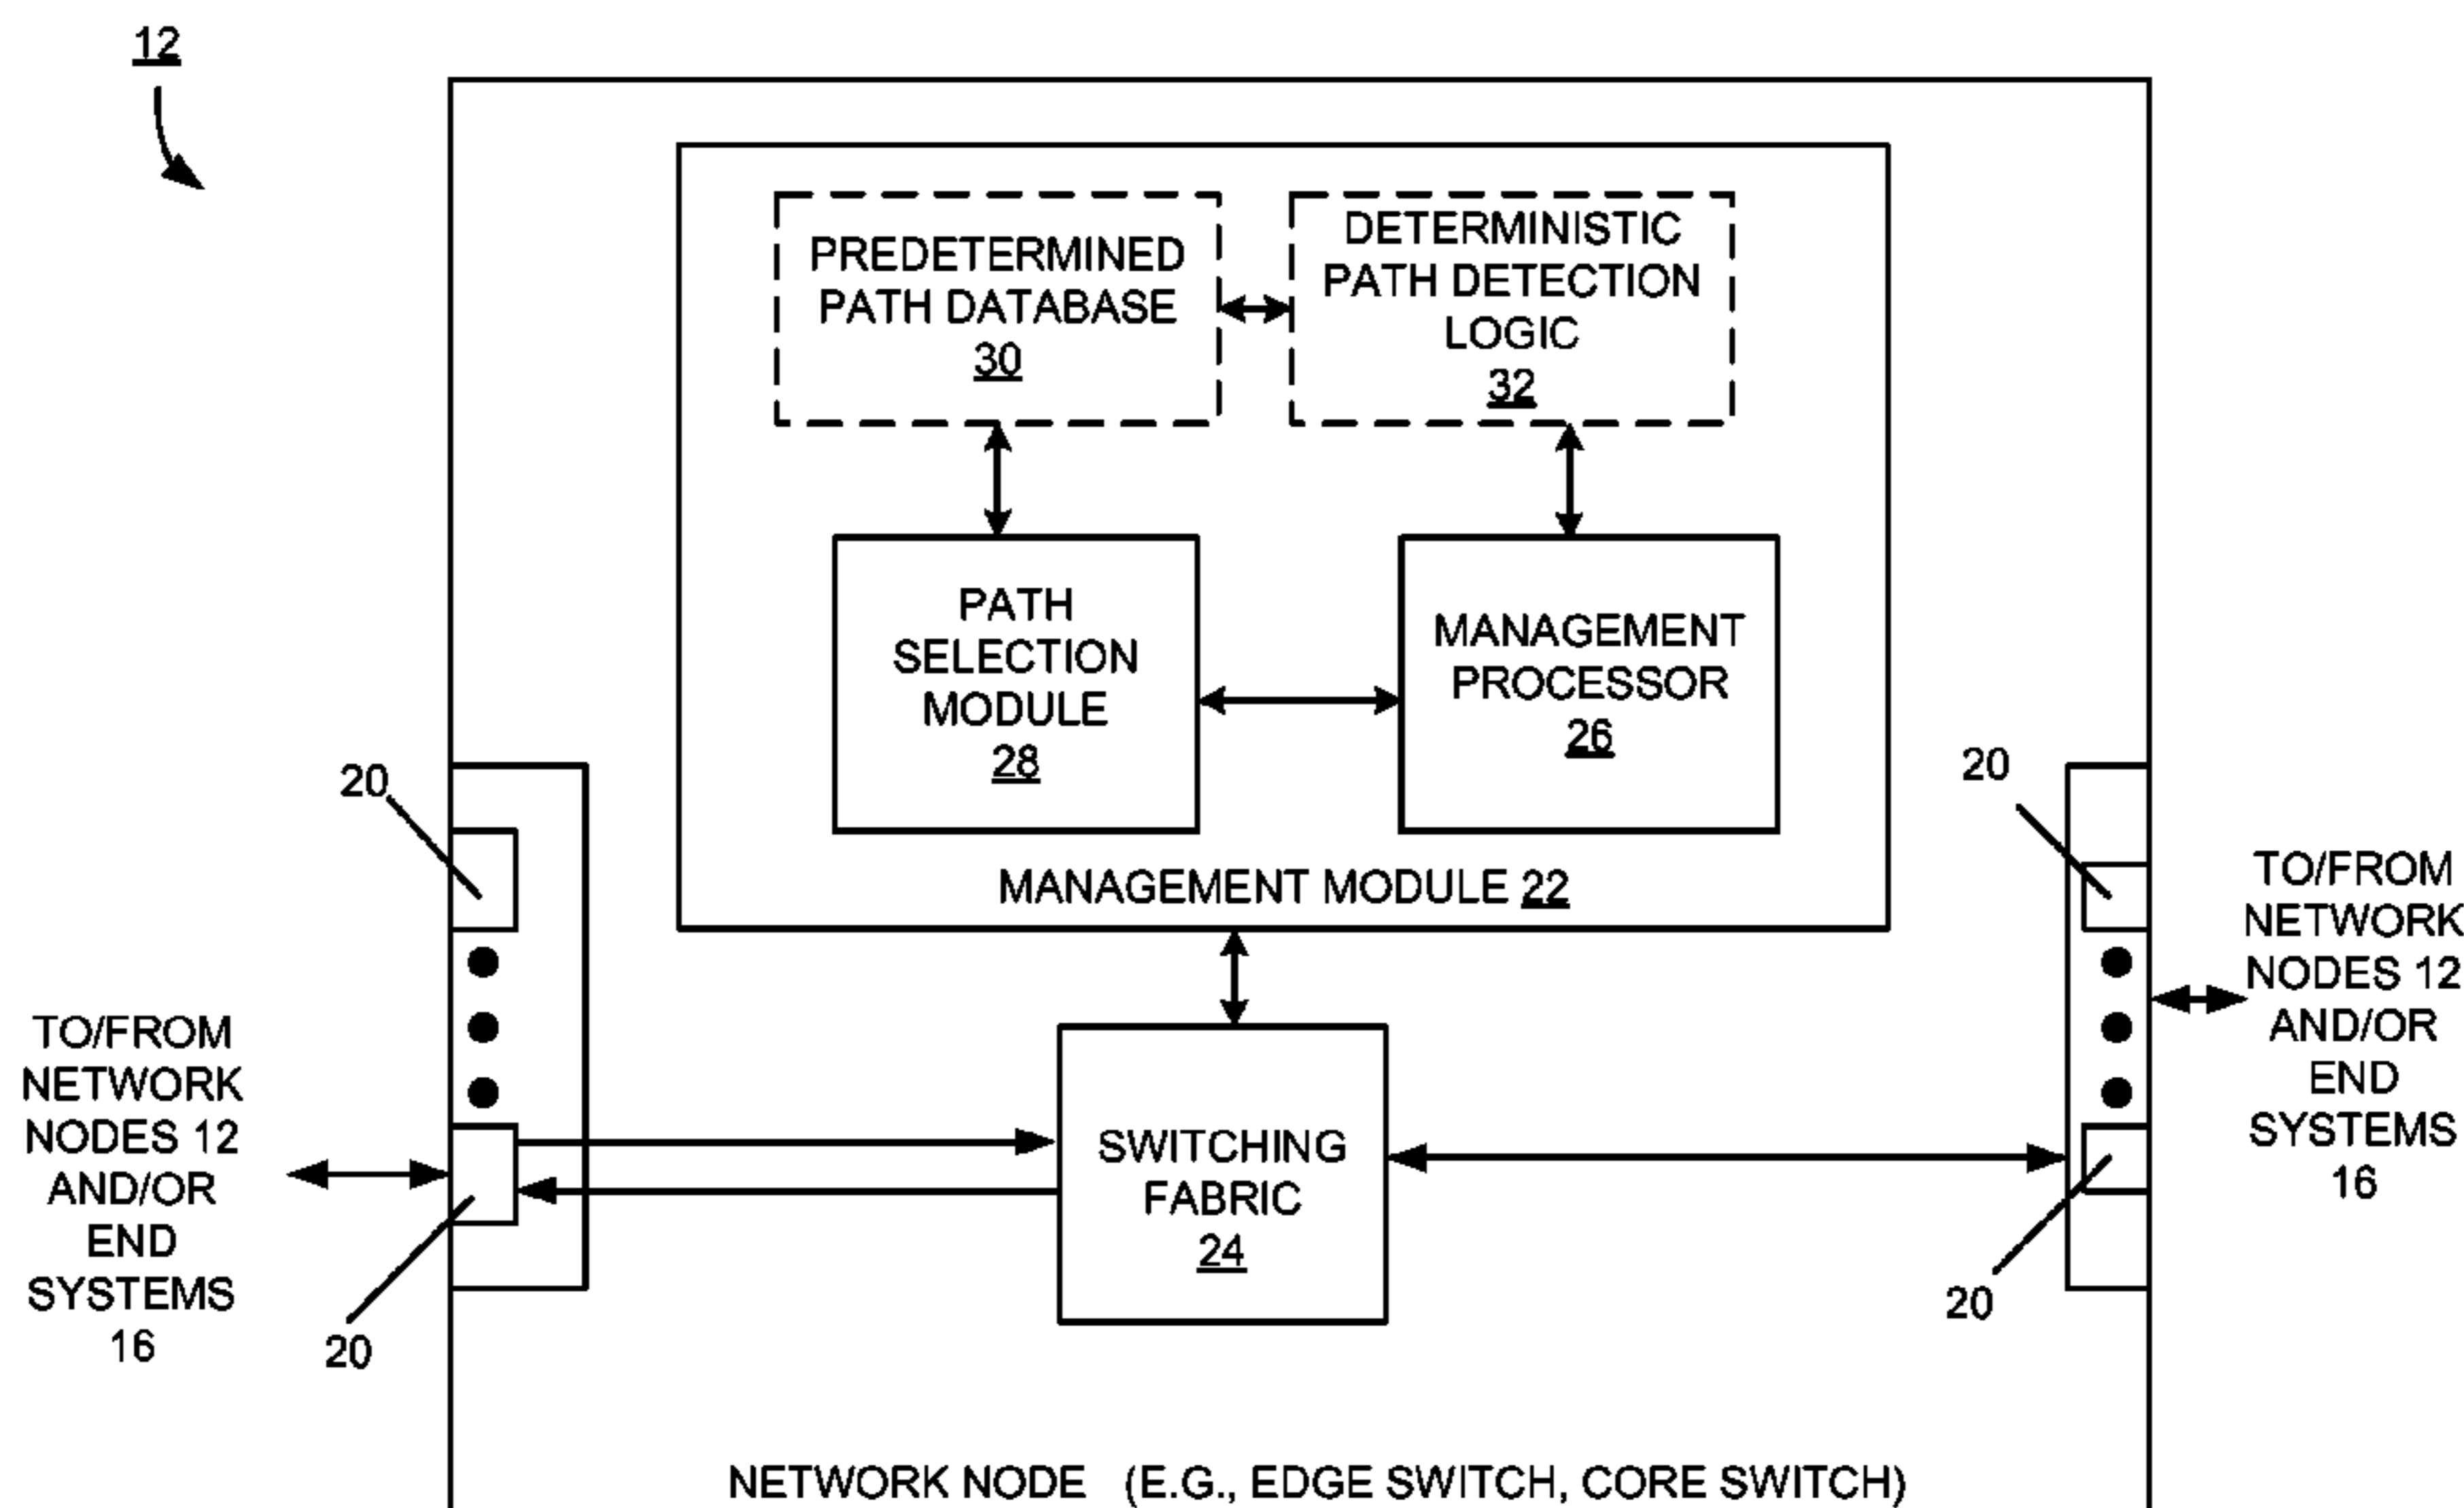 12
PREDETERMINED
PATH DATABASE
30
DETERMINISTIC
PATH DETECTION
LOGIC
32
PATH
SELECTION
MODULE
28
MANAGEMENT
PROCESSOR
26
MANAGEMENT MODULE 22
20
20
20
20
TO/FROM
NETWORK
NODES 12
AND/OR
END
SYSTEMS
16
SWITCHING
FABRIC
24
TO/FROM
NETWORK
NODES 12
AND/OR
END
SYSTEMS
16
NETWORK NODE (E.G., EDGE SWITCH, CORE SWITCH)